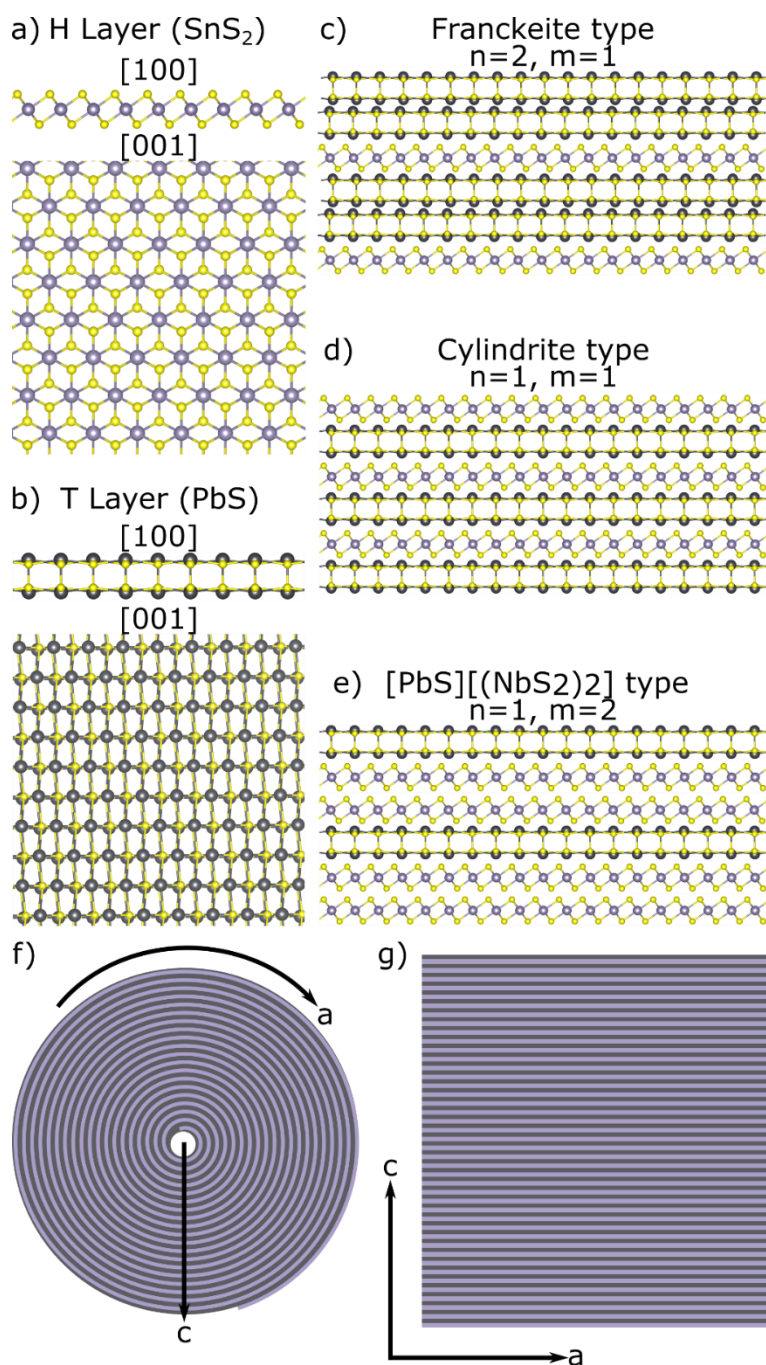 a) H Layer (SnS₂)
[100]
[001]
b) T Layer (PbS)
[100]
[001]
c) Franckeite type
n=2, m=1
d) Cylindrite type
n=1, m=1
e) [PbS][(NbS2)2] type
n=1, m=2
f)
a
c
g)
c
a